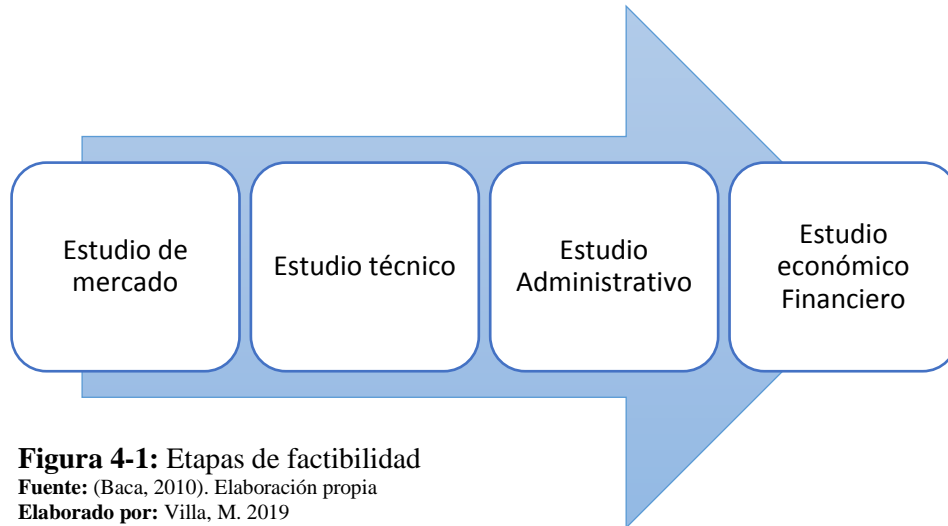 Estudio de
mercado
Estudio técnico
Estudio
Administrativo
Estudio
económico
Financiero
Figura 4-1: Etapas de factibilidad
Fuente: (Baca, 2010). Elaboración propia
Elaborado por: Villa, M. 2019